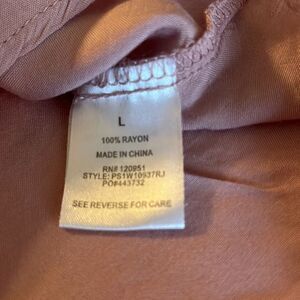 L
100% RAYON
MADE IN CHINA
RN# 120951
STYLE: PS1W10937RJ
PO#443732
SEE REVERSE FOR CARE